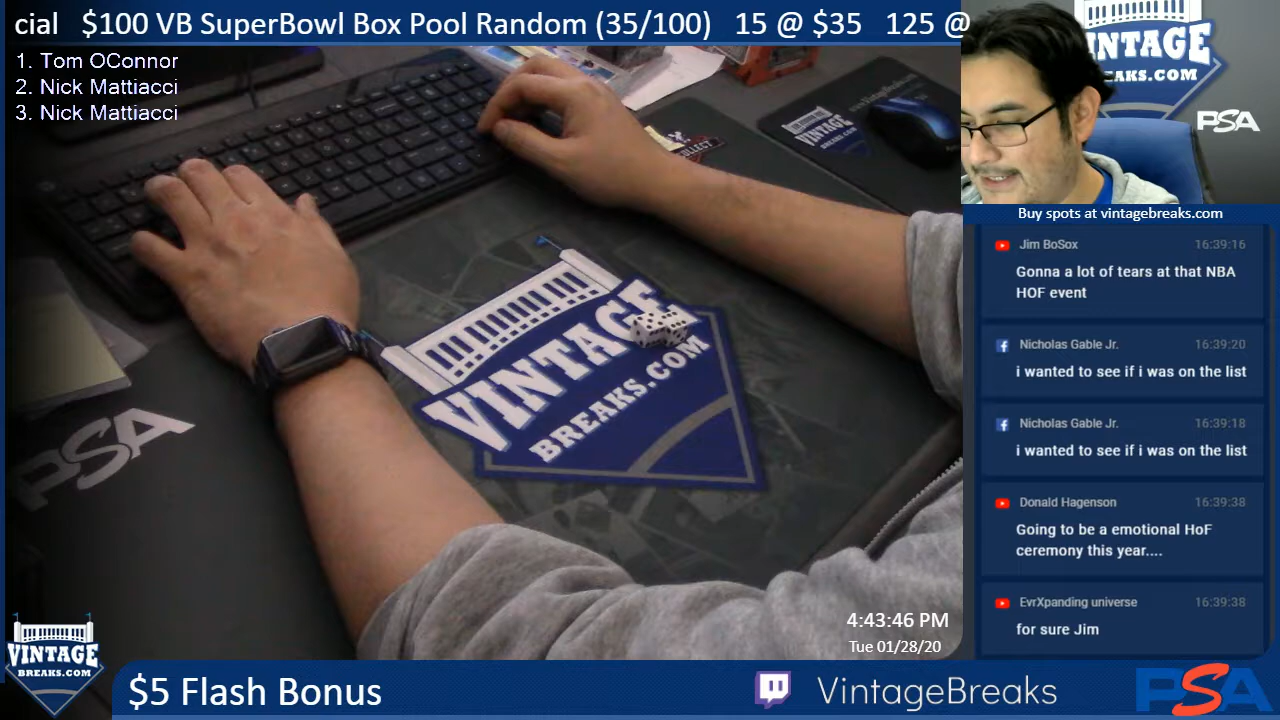 cial $100 VB SuperBowl Box Pool Random (35/100) 15 @ $35 125 @
1. Tom OConnor
2. Nick Mattiacci
3. Nick Mattiacci
VINTAGE
BREAKS.COM
PSA
VINTAGE
BREAKS.COM
PSA
VINTAGE
COLLECT
Buy spots at vintagebreaks.com
Jim BoSox 16:39:16
Gonna a lot of tears at that NBA
HOF event
Nicholas Gable Jr. 16:39:20
i wanted to see if i was on the list
Nicholas Gable Jr. 16:39:18
i wanted to see if i was on the list
Donald Hagenson 16:39:38
Going to be a emotional HoF
ceremony this year....
EvrXpanding universe 16:39:38
for sure Jim
4:43:46 PM
Tue 01/28/20
VINTAGE
BREAKS.COM
$5 Flash Bonus
VintageBreaks
PSA